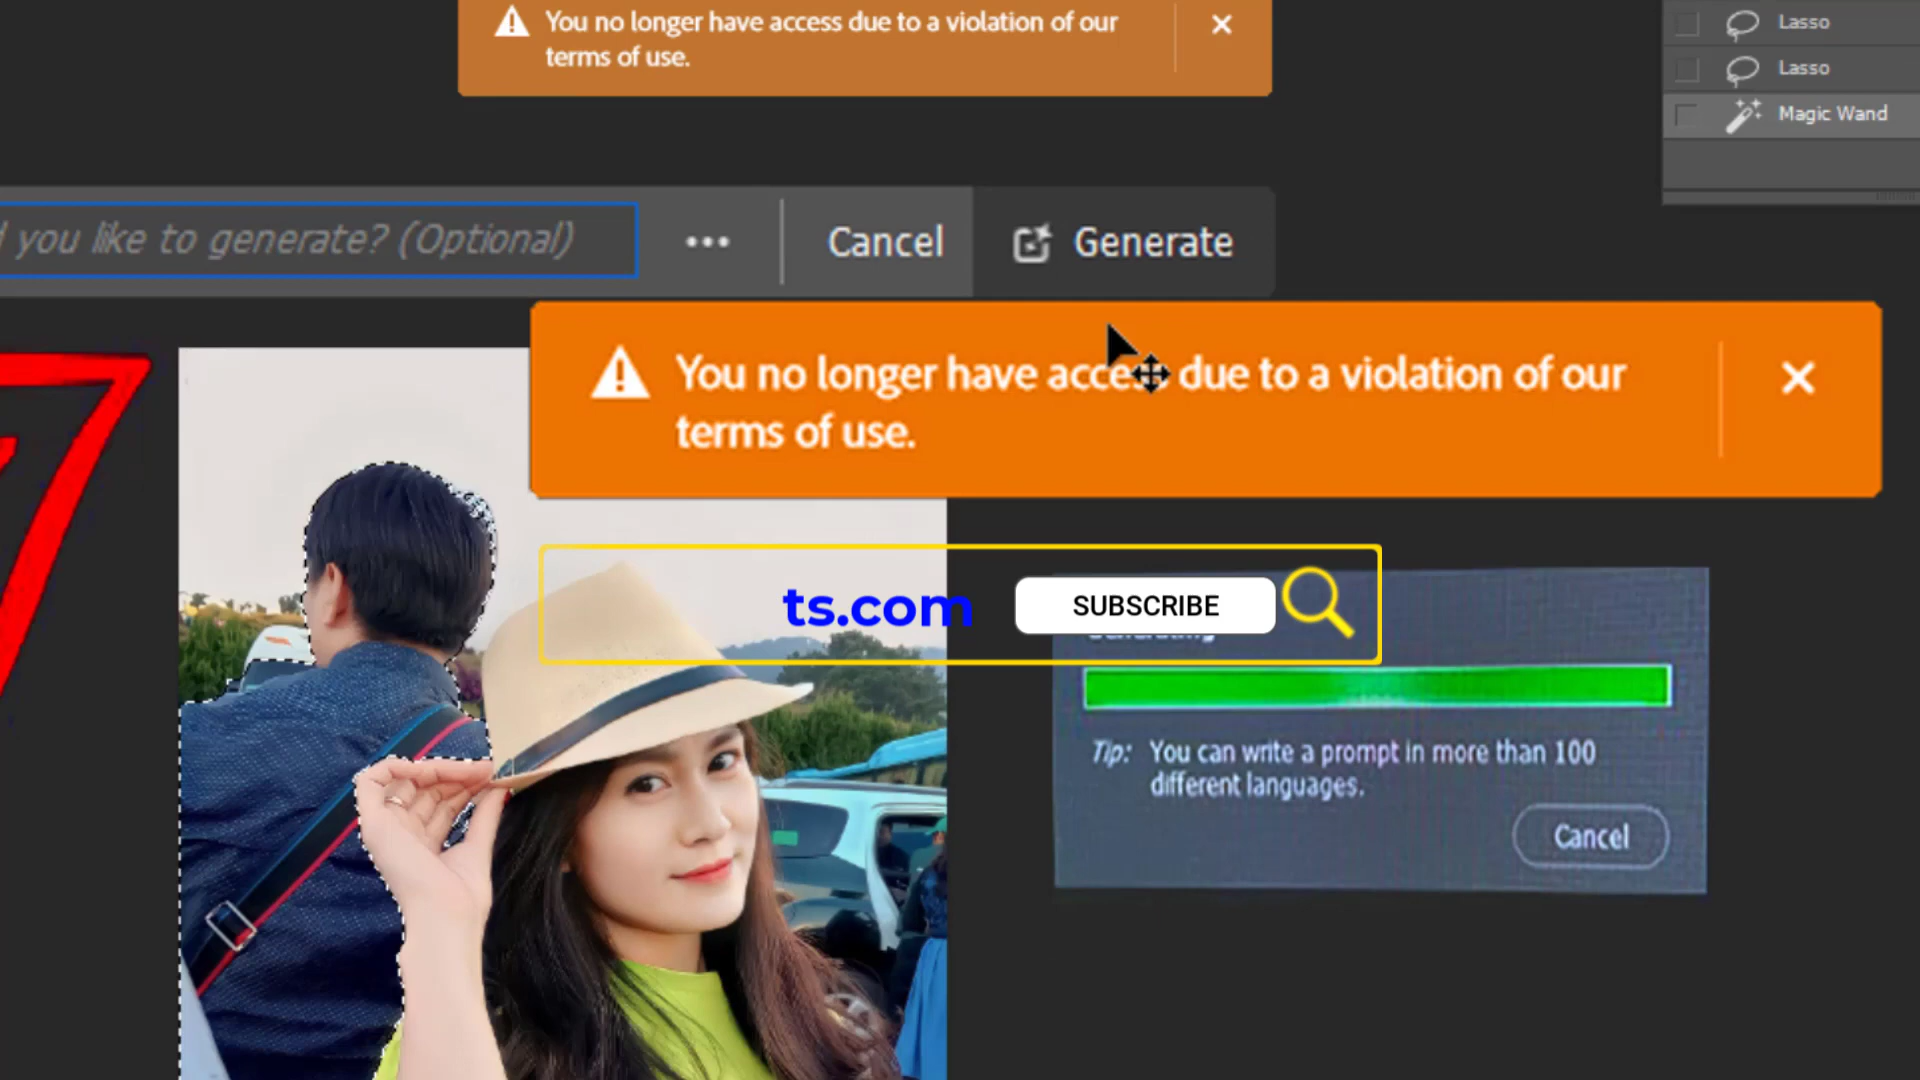 You no longer have access due to a violation of our
terms of use.
Lasso
Lasso
Magic Wand
you like to generate? (Optional)
Cancel
Generate
You no longer have access due to a violation of our
terms of use.
ts.com
SUBSCRIBE
Tip: You can write a prompt in more than 100
different languages.
Cancel